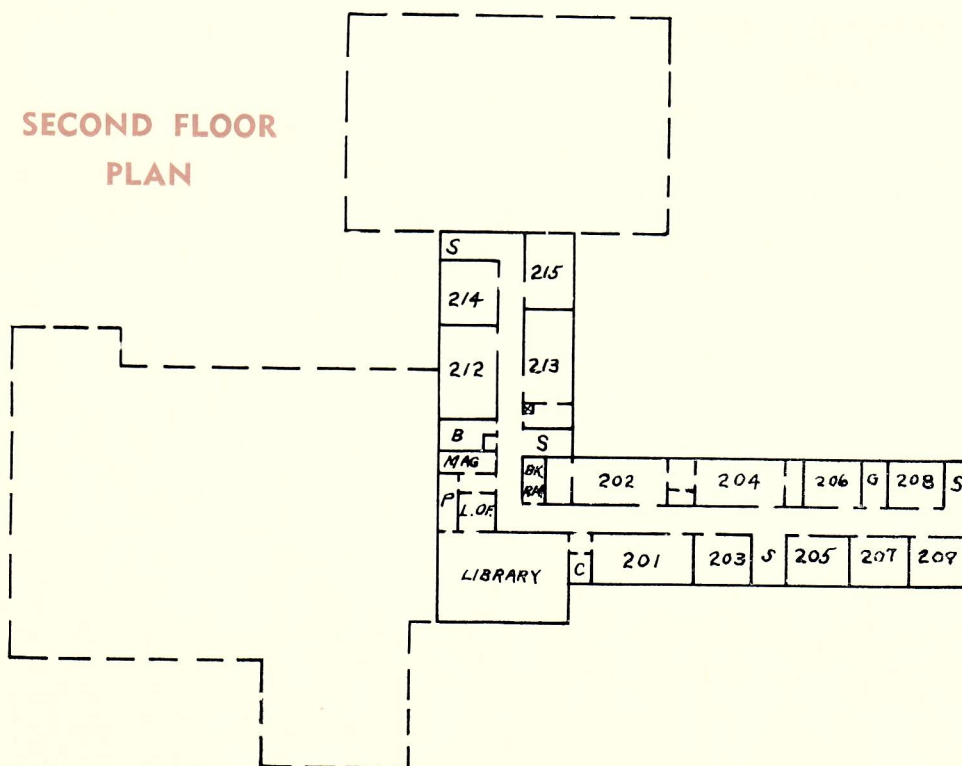 SECOND FLOOR
PLAN
S
215
214
212
213
B
S
MAG
BK
RM.
202
204
206
G
208
S
P
L.OF.
LIBRARY
C
201
203
S
205
207
209